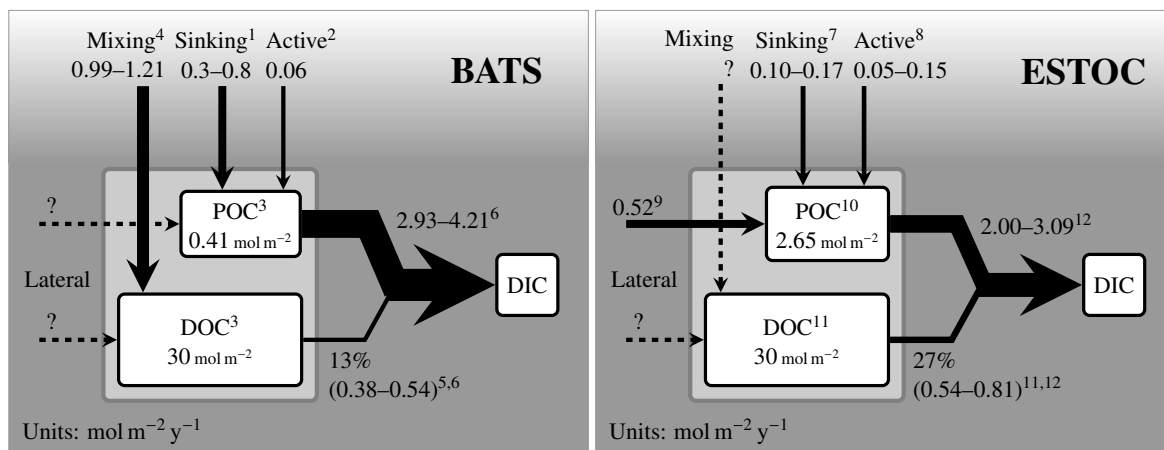 Mixing⁴ Sinking¹ Active²
0.99–1.21 0.3–0.8 0.06
BATS
?
POC³
0.41 mol m⁻²
2.93–4.21⁶
Lateral
DIC
?
DOC³
30 mol m⁻²
13%
(0.38–0.54)⁵,⁶
Units: mol m⁻² y⁻¹
Mixing Sinking⁷ Active⁸
? 0.10–0.17 0.05–0.15
ESTOC
0.52⁹
POC¹⁰
2.65 mol m⁻²
2.00–3.09¹²
Lateral
DIC
?
DOC¹¹
30 mol m⁻²
27%
(0.54–0.81)¹¹,¹²
Units: mol m⁻² y⁻¹